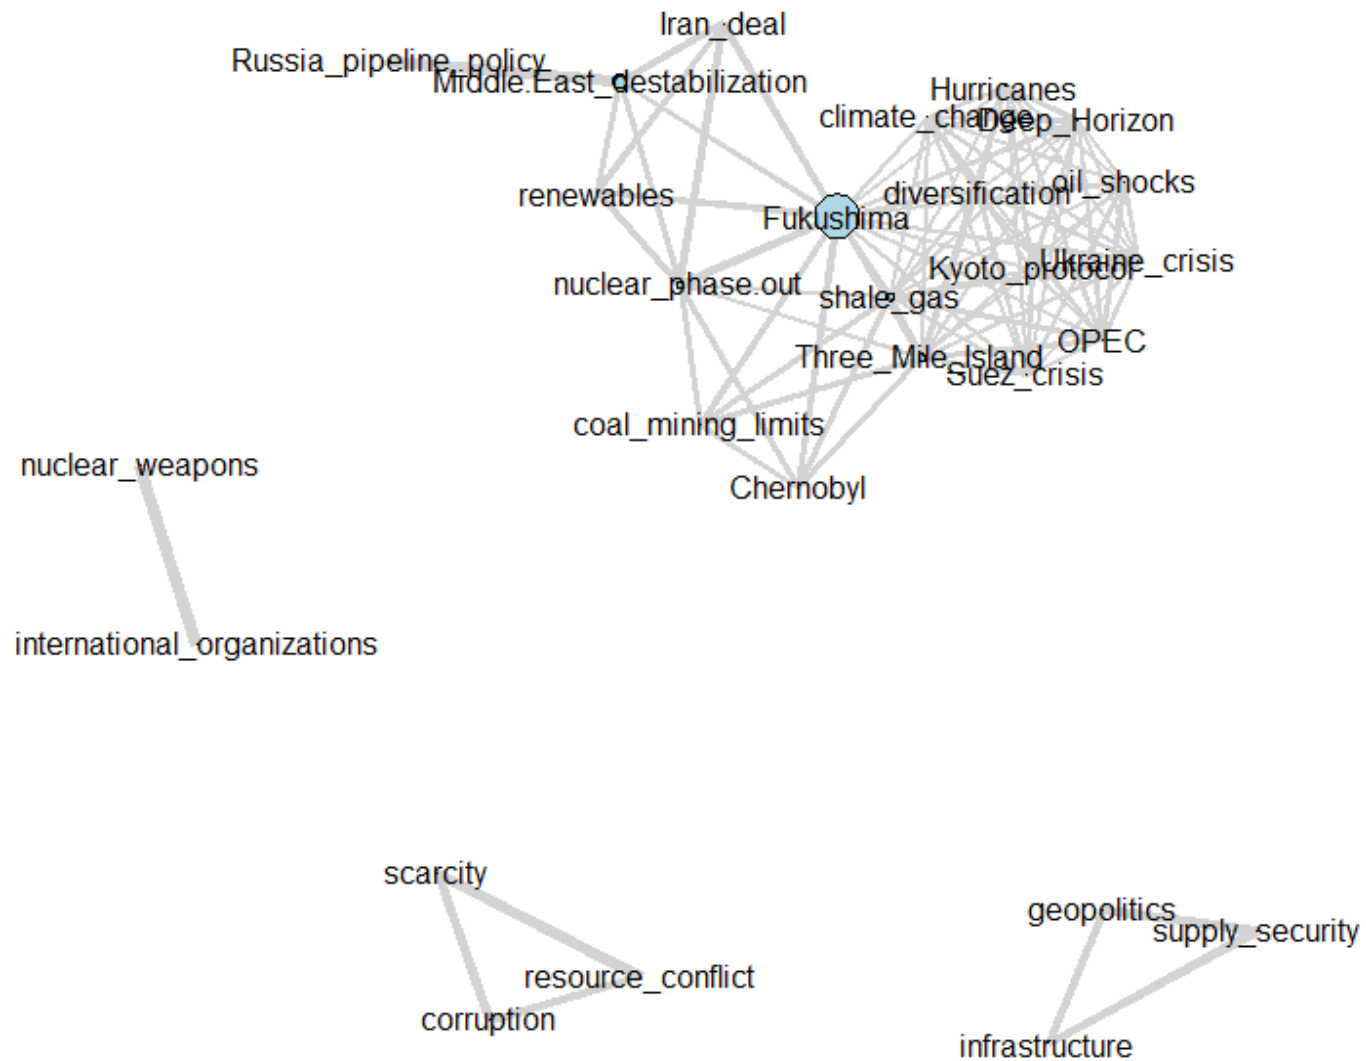 Iran_deal
Russia_pipeline_policy
Middle.East_destabilization
Hurricanes
climate_change
Deep_Horizon
oil_shocks
renewables
diversification
Fukushima
Ukraine_crisis
Kyoto_protocol
nuclear_phase.out
shale_gas
OPEC
Three_Mile_Island
Suez_crisis
coal_mining_limits
nuclear_weapons
Chernobyl
international_organizations
scarcity
geopolitics
supply_security
resource_conflict
corruption
infrastructure